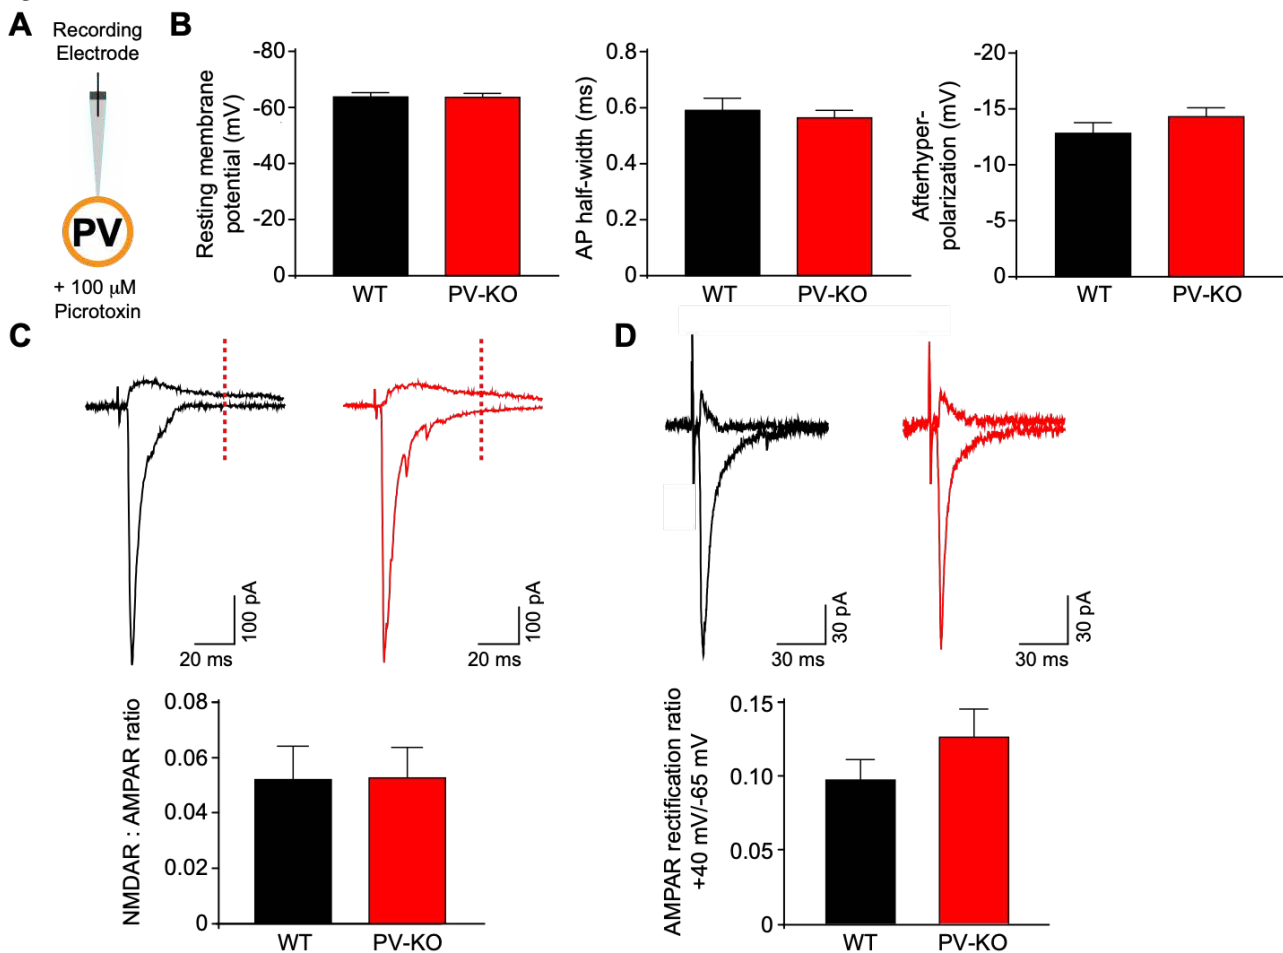 A
Recording
Electrode
PV
+ 100 μM
Picrotoxin
B
Resting membrane
potential (mV)
-80
-60
-40
-20
0
WT
PV-KO
AP half-width (ms)
0.8
0.6
0.4
0.2
0
WT
PV-KO
Afterhyper-
polarization (mV)
-20
-15
-10
-5
0
WT
PV-KO
C
100 pA
20 ms
100 pA
20 ms
NMDAR : AMPAR ratio
0.08
0.06
0.04
0.02
0
WT
PV-KO
D
30 pA
30 ms
30 pA
30 ms
AMPAR rectification ratio
+40 mV/-65 mV
0.15
0.10
0.05
0
WT
PV-KO